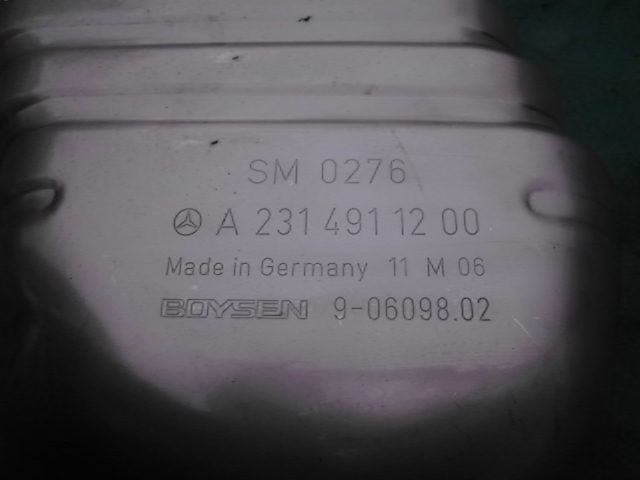 SM 0276
A 231 491 12 00
Made in Germany 11 M 06
BOYSEN 9-06098.02